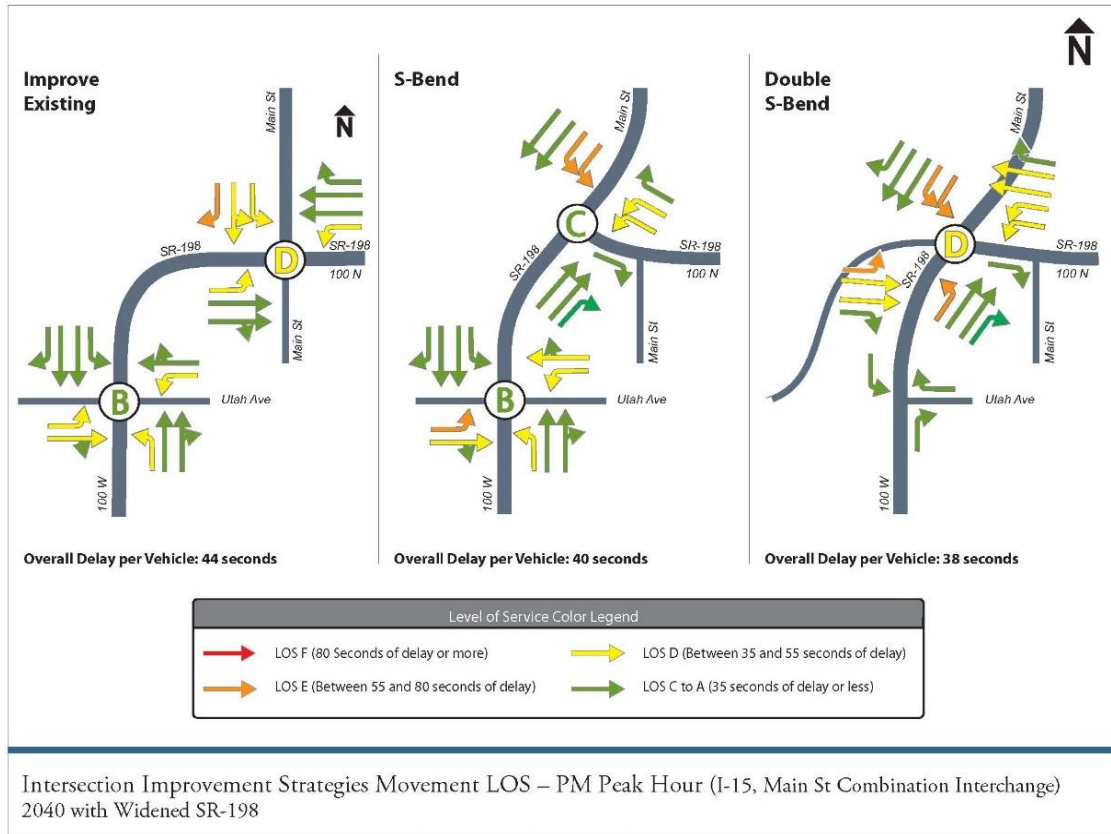 N
Improve
Existing
Main St
N
SR-198
D
SR-198
100 N
Main St
B
Utah Ave
100 W
Overall Delay per Vehicle: 44 seconds
S-Bend
Main St
C
SR-198
SR-198
100 N
Main St
B
Utah Ave
100 W
Overall Delay per Vehicle: 40 seconds
Double
S-Bend
Main St
D
SR-198
SR-198
100 N
Main St
Utah Ave
100 W
Overall Delay per Vehicle: 38 seconds
Level of Service Color Legend
LOS F (80 Seconds of delay or more)
LOS D (Between 35 and 55 seconds of delay)
LOS E (Between 55 and 80 seconds of delay)
LOS C to A (35 seconds of delay or less)
Intersection Improvement Strategies Movement LOS – PM Peak Hour (I-15, Main St Combination Interchange)
2040 with Widened SR-198